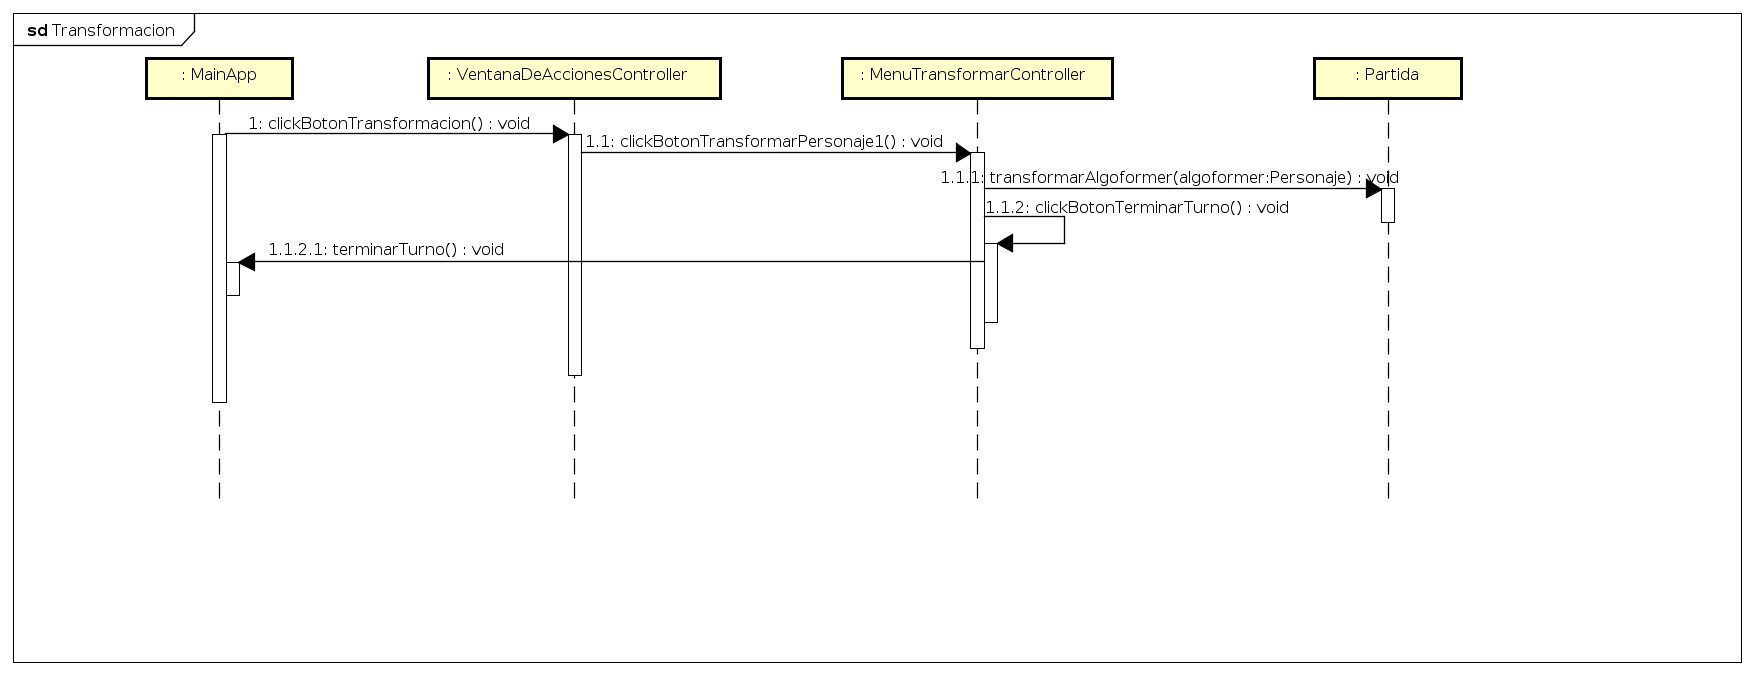 sd Transformacion
: MainApp
: VentanaDeAccionesController
: MenuTransformarController
: Partida
1: clickBotonTransformacion() : void
1.1: clickBotonTransformarPersonaje1() : void
1.1.1: transformarAlgoformer(algoformer:Personaje) : void
1.1.2: clickBotonTerminarTurno() : void
1.1.2.1: terminarTurno() : void